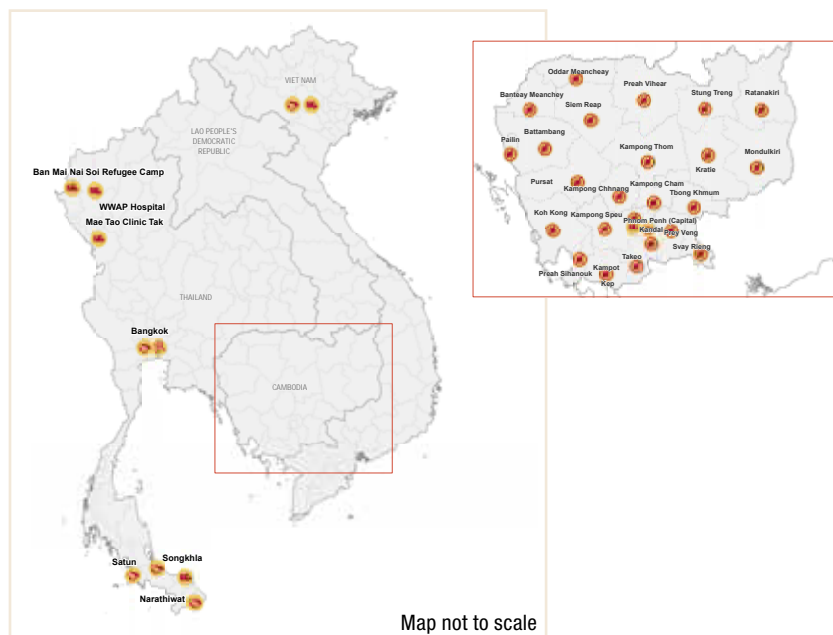 VIET NAM
LAO PEOPLE'S
DEMOCRATIC
REPUBLIC
Ban Mai Nai Soi Refugee Camp
WWAP Hospital
Mae Tao Clinic Tak
THAILAND
Bangkok
CAMBODIA
Satun
Songkhla
Narathiwat
Map not to scale
Oddar Meancheay
Preah Vihear
Banteay Meanchey
Siem Reap
Stung Treng
Ratanakiri
Pailin
Battambang
Kampong Thom
Kratie
Mondulkiri
Pursat
Kampong Chhnang
Kampong Cham
Tbong Khmum
Koh Kong
Kampong Speu
Phnom Penh (Capital)
Kandal
Prey Veng
Svay Rieng
Takeo
Preah Sihanouk
Kampot
Kep